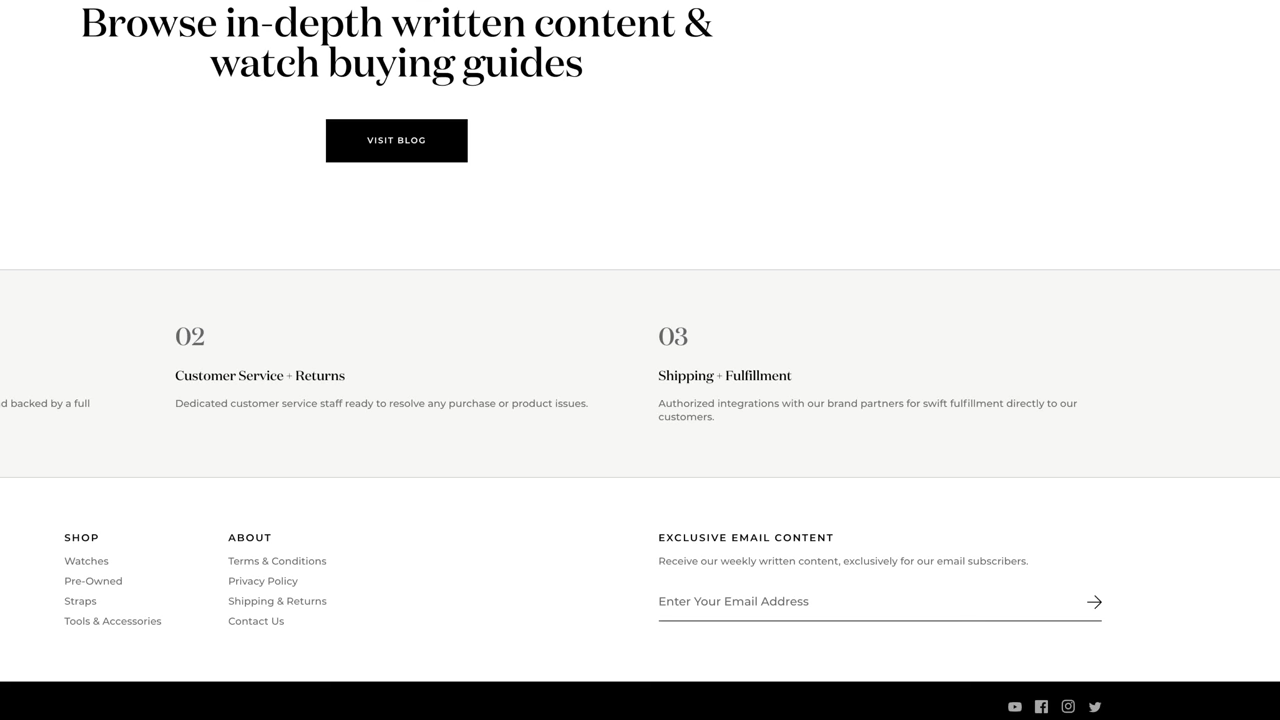 Browse in-depth written content &
watch buying guides
VISIT BLOG
d backed by a full
02
Customer Service + Returns
Dedicated customer service staff ready to resolve any purchase or product issues.
03
Shipping + Fulfillment
Authorized integrations with our brand partners for swift fulfillment directly to our
customers.
SHOP
Watches
Pre-Owned
Straps
Tools & Accessories
ABOUT
Terms & Conditions
Privacy Policy
Shipping & Returns
Contact Us
EXCLUSIVE EMAIL CONTENT
Receive our weekly written content, exclusively for our email subscribers.
Enter Your Email Address